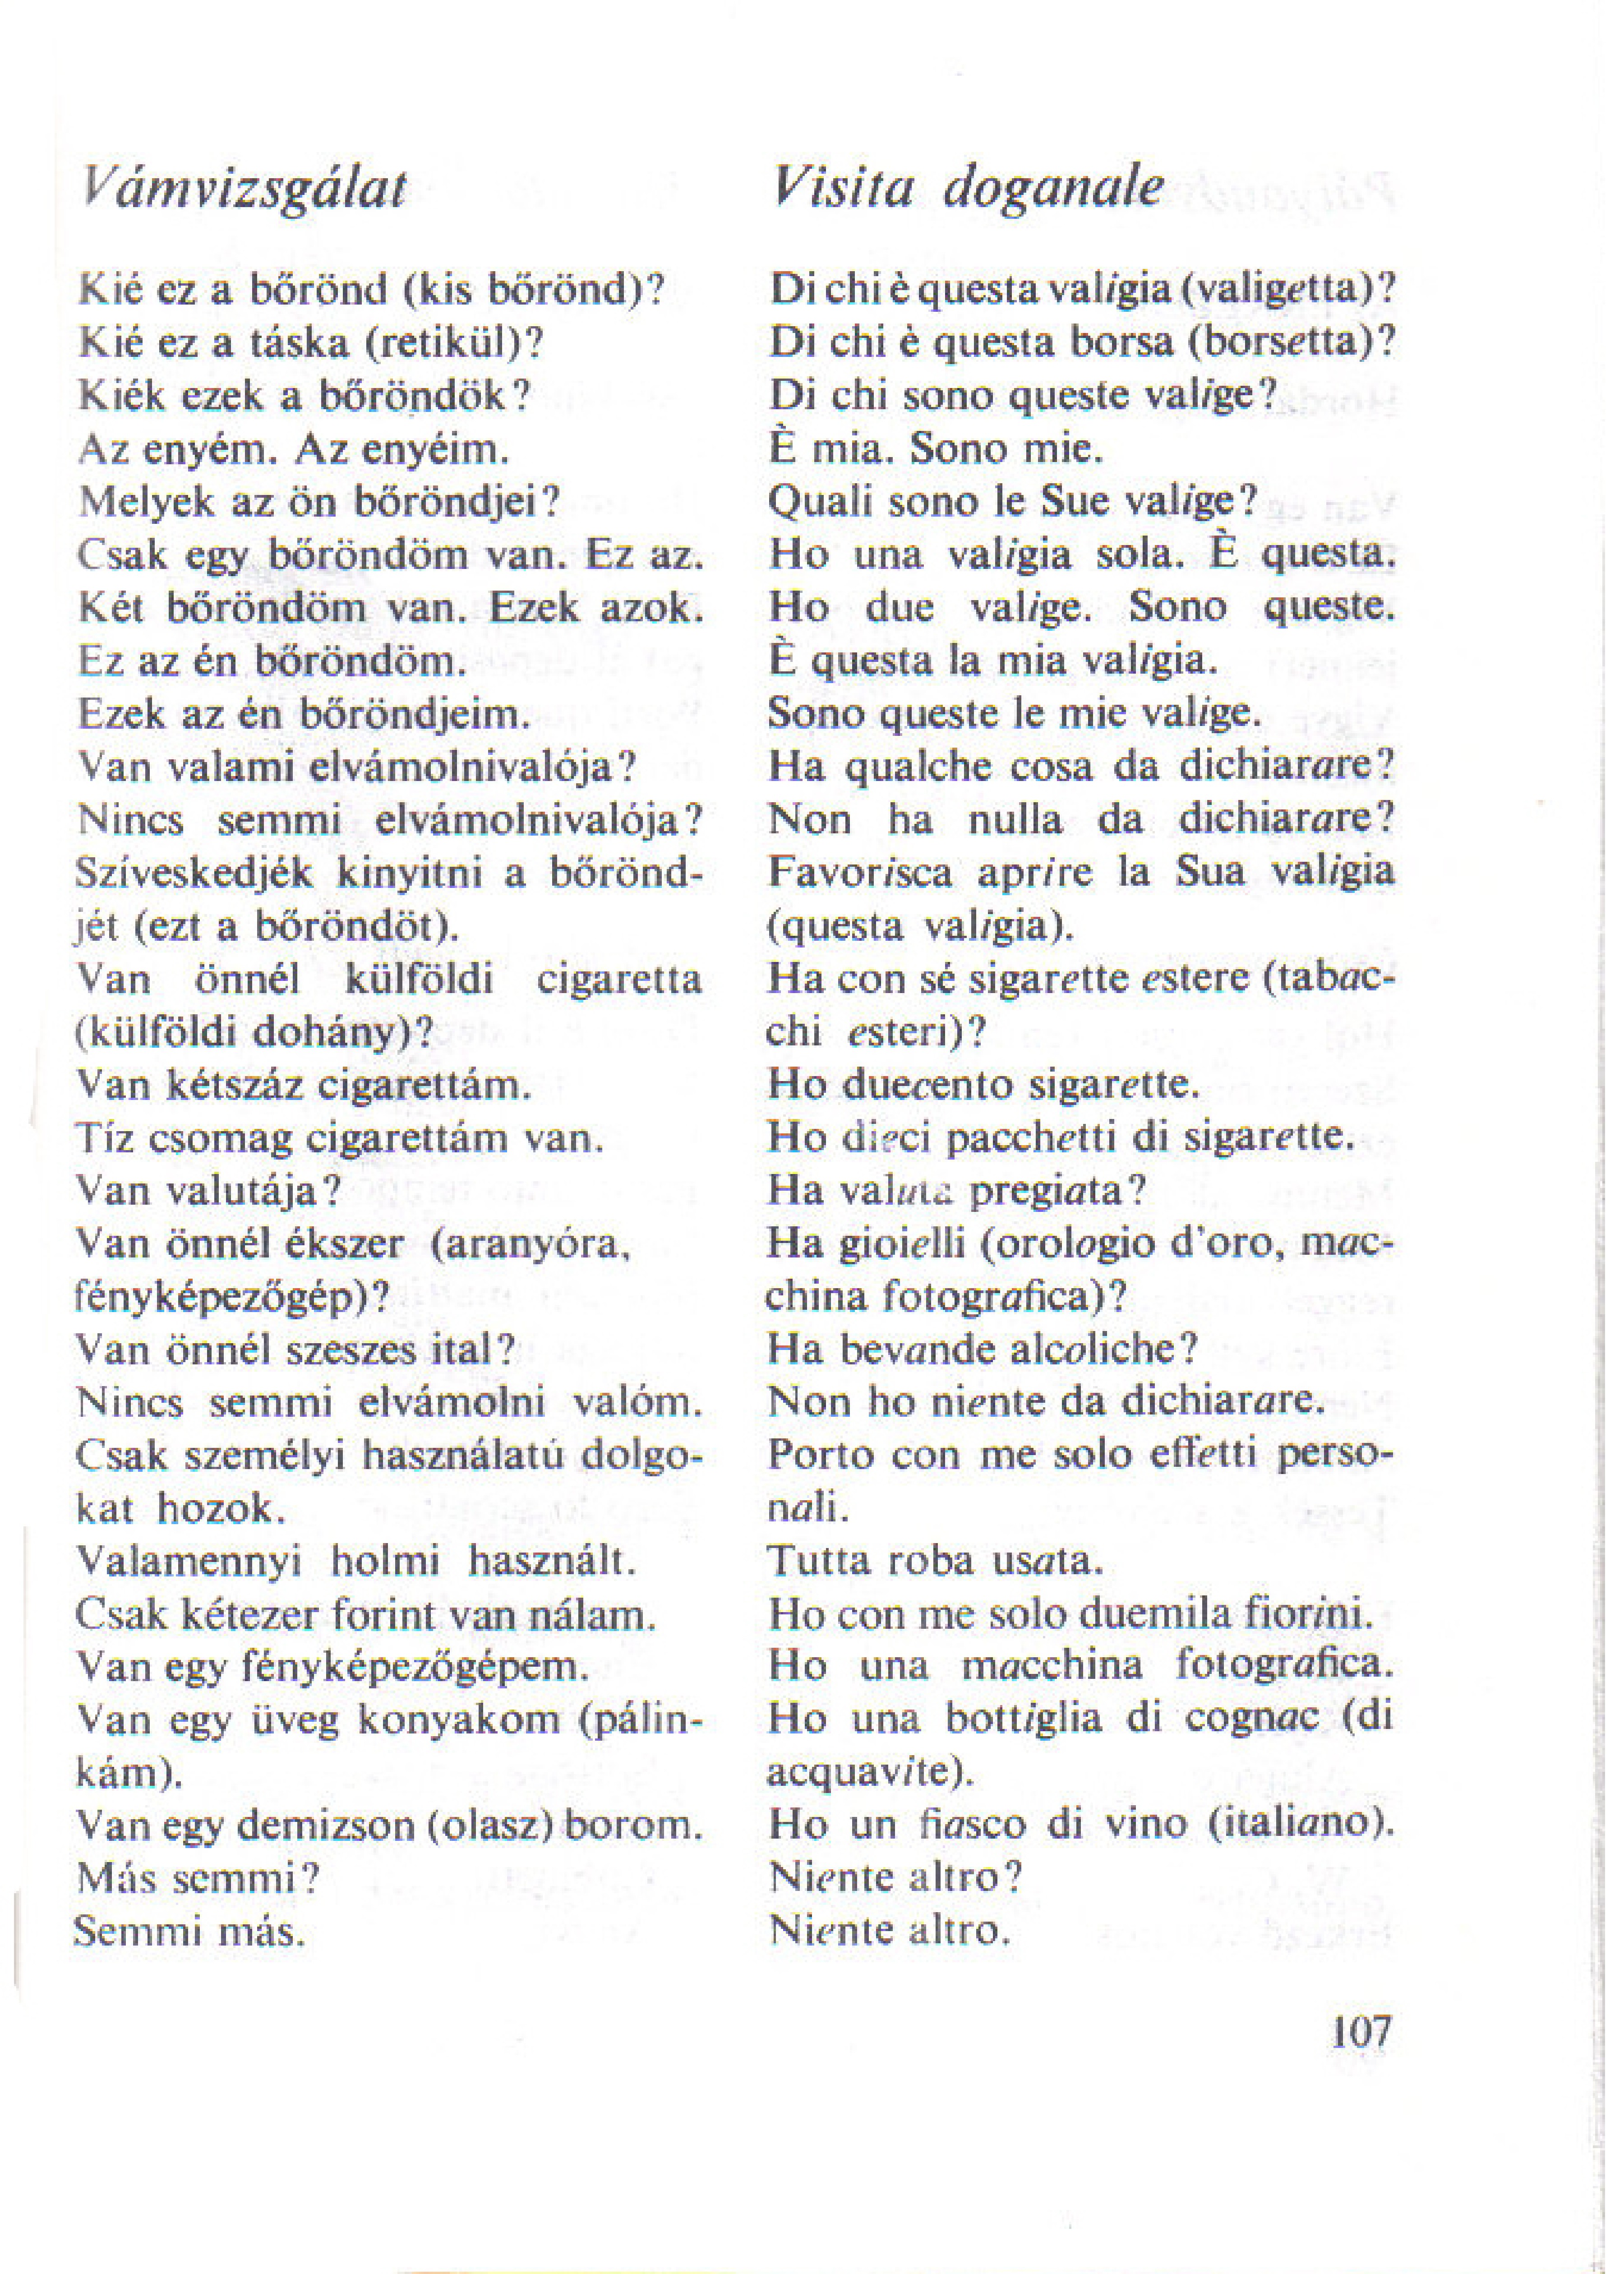 Vámvizsgálat
Kié ez a bőrönd (kis bőrönd)?
Kié ez a táska (retikül)?
Kiék ezek a bőröndök?
Az enyém. Az enyéim.
Melyek az ön bőröndjei?
Csak egy bőröndöm van. Ez az.
Két bőröndöm van. Ezek azok.
Ez az én bőröndöm.
Ezek az én bőröndjeim.
Van valami elvámolnivalója?
Nincs semmi elvámolnivalója?
Szíveskedjék kinyitni a bőrönd-
jét (ezt a bőröndöt).
Van önnél külföldi cigaretta
(külföldi dohány)?
Van kétszáz cigarettám.
Tíz csomag cigarettám van.
Van valutája?
Van önnél ékszer (aranyóra,
fényképezőgép)?
Van önnél szeszes ital?
Nincs semmi elvámolni valóm.
Csak személyi használatú dolgo-
kat hozok.
Valamennyi holmi használt.
Csak kétezer forint van nálam.
Van egy fényképezőgépem.
Van egy üveg konyakom (pálin-
kám).
Van egy demizson (olasz) borom.
Más semmi?
Semmi más.
Visita doganale
Di chi è questa valigia (valigetta)?
Di chi è questa borsa (borsetta)?
Di chi sono queste valige?
È mia. Sono mie.
Quali sono le Sue valige?
Ho una valigia sola. È questa.
Ho due valige. Sono queste.
È questa la mia valigia.
Sono queste le mie valige.
Ha qualche cosa da dichiarare?
Non ha nulla da dichiarare?
Favorisca aprire la Sua valigia
(questa valigia).
Ha con sé sigarette estere (tabac-
chi esteri)?
Ho duecento sigarette.
Ho dieci pacchetti di sigarette.
Ha valuta pregiata?
Ha gioielli (orologio d'oro, mac-
china fotografica)?
Ha bevande alcoliche?
Non ho niente da dichiarare.
Porto con me solo effetti perso-
nali.
Tutta roba usata.
Ho con me solo duemila fiorini.
Ho una macchina fotografica.
Ho una bottiglia di cognac (di
acquavite).
Ho un fiasco di vino (italiano).
Niente altro?
Niente altro.
107